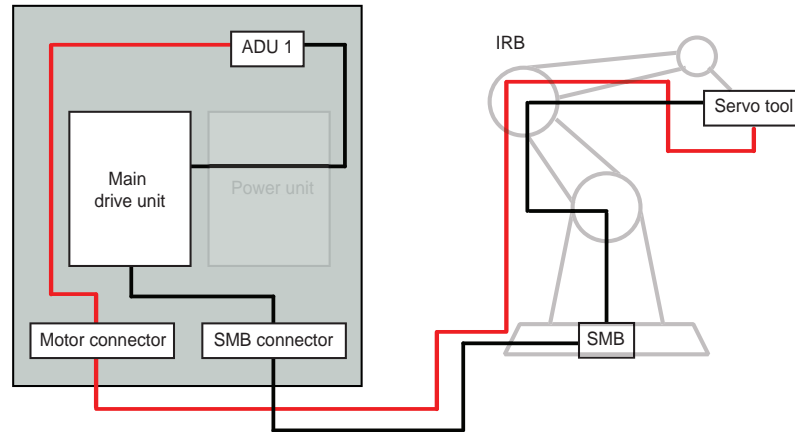 ADU 1
IRB
Servo tool
Main
drive unit
Power unit
Motor connector
SMB connector
SMB